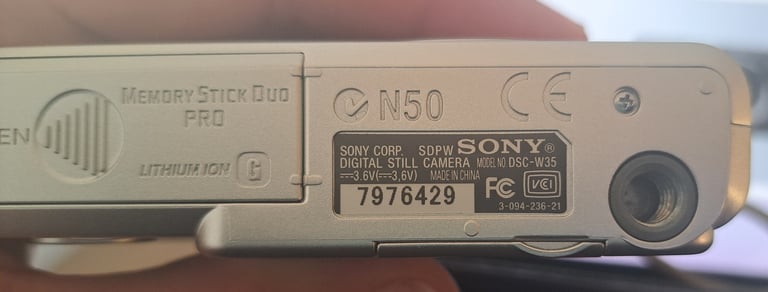 EN
MEMORY STICK DUO
PRO
LITHIUM ION G
N50
CE
SONY CORP. SDPW SONY®
DIGITAL STILL CAMERA MODEL NO DSC-W35
⎓3.6V(⎓3,6V) MADE IN CHINA
7976429
FC VCI
3-094-236-21